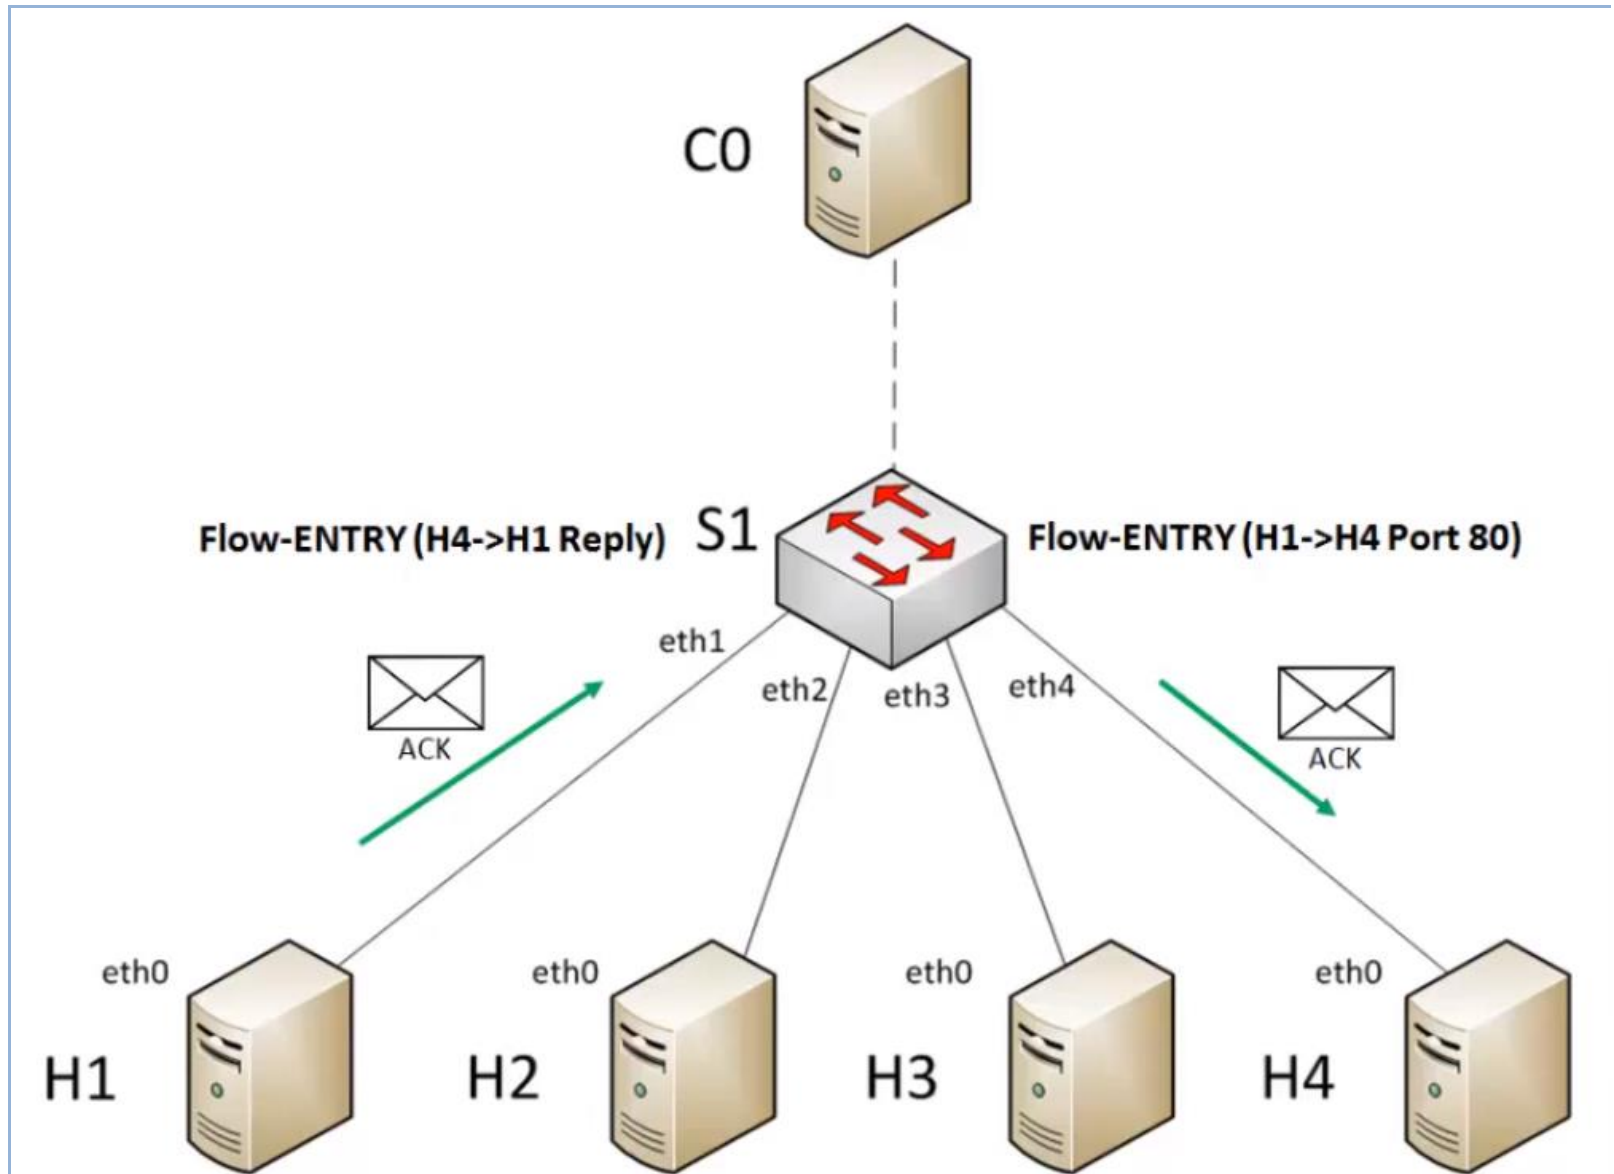 C0
Flow-ENTRY (H4->H1 Reply)
S1
Flow-ENTRY (H1->H4 Port 80)
eth1
eth2
eth3
eth4
ACK
ACK
eth0
eth0
eth0
eth0
H1
H2
H3
H4